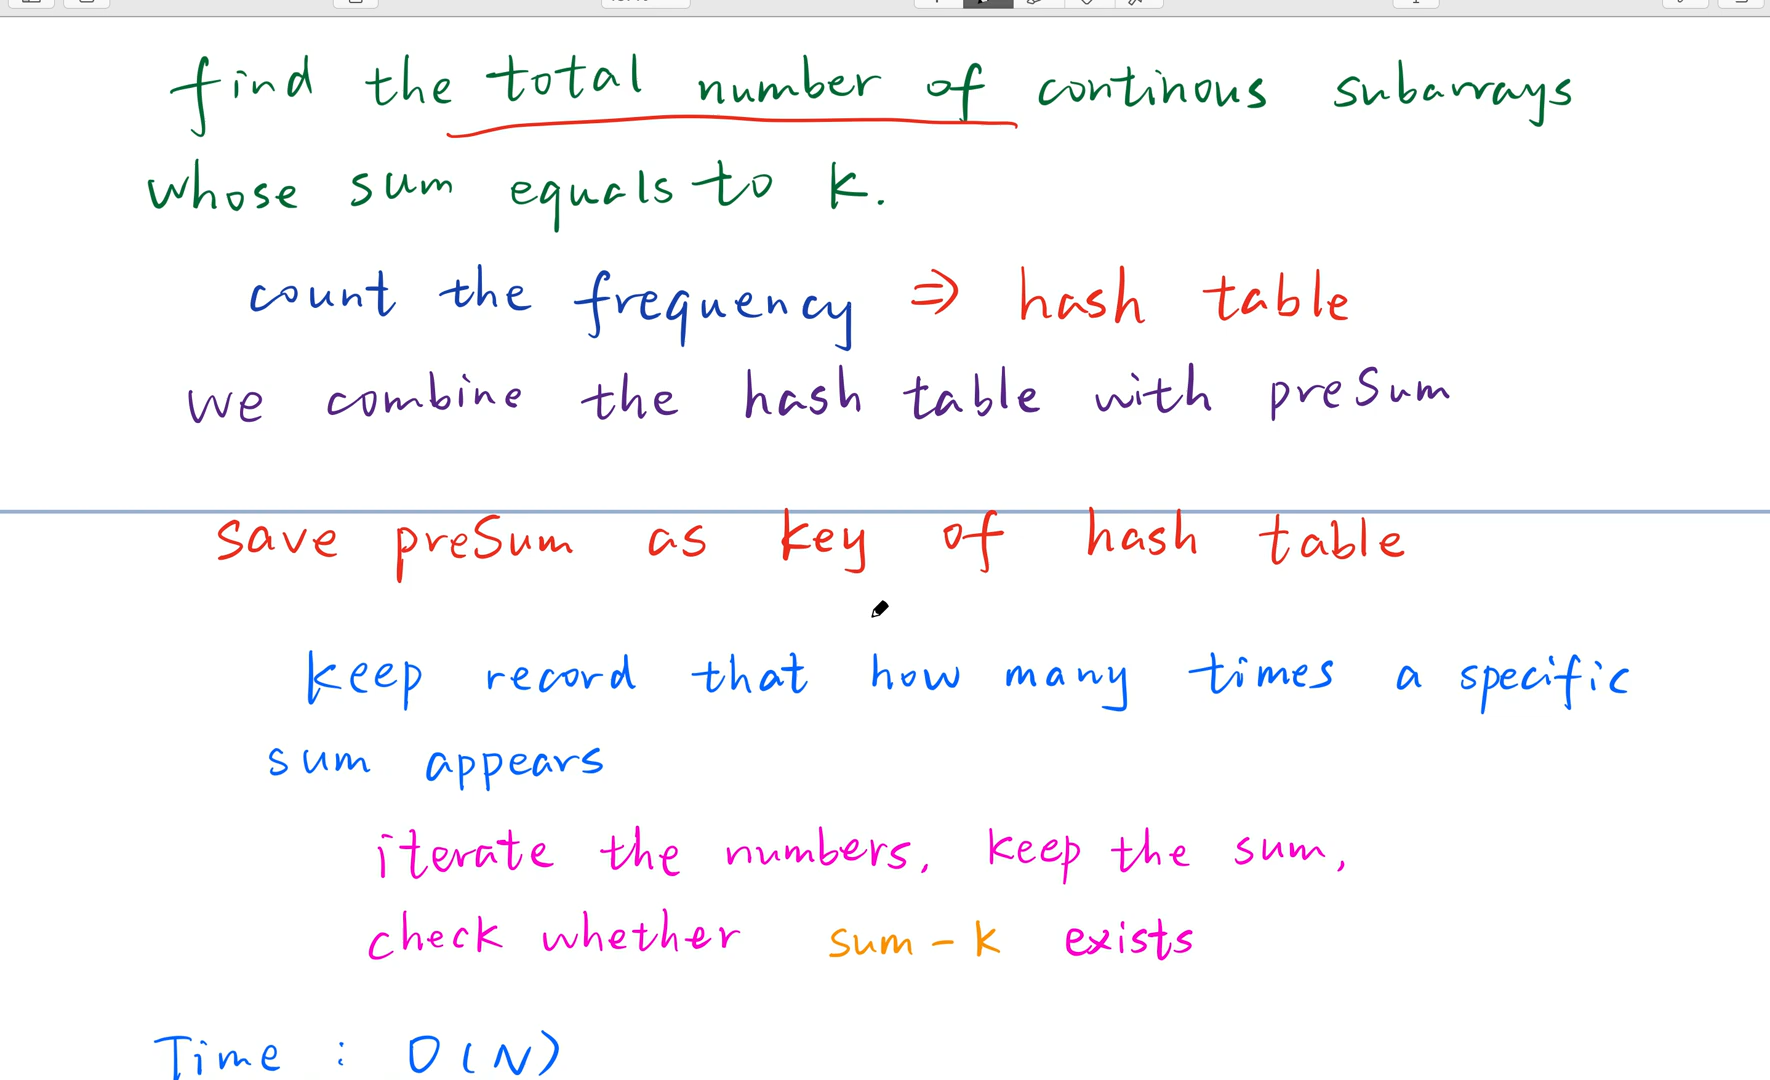 find the total number of continous subarrays
whose sum equals to k.
count the frequency ⇒ hash table
we combine the hash table with preSum
save preSum as key of hash table
keep record that how many times a specific
sum appears
iterate the numbers, keep the sum,
check whether sum - k exists
Time : O(N)